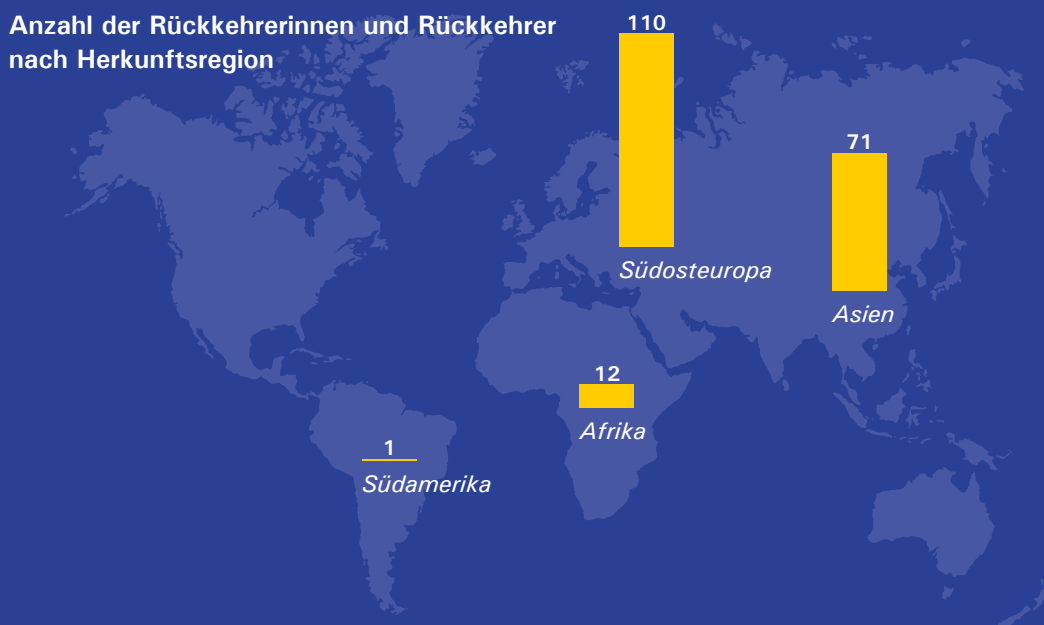 Anzahl der Rückkehrerinnen und Rückkehrer
nach Herkunftsregion
110
Südosteuropa
71
Asien
12
Afrika
1
Südamerika